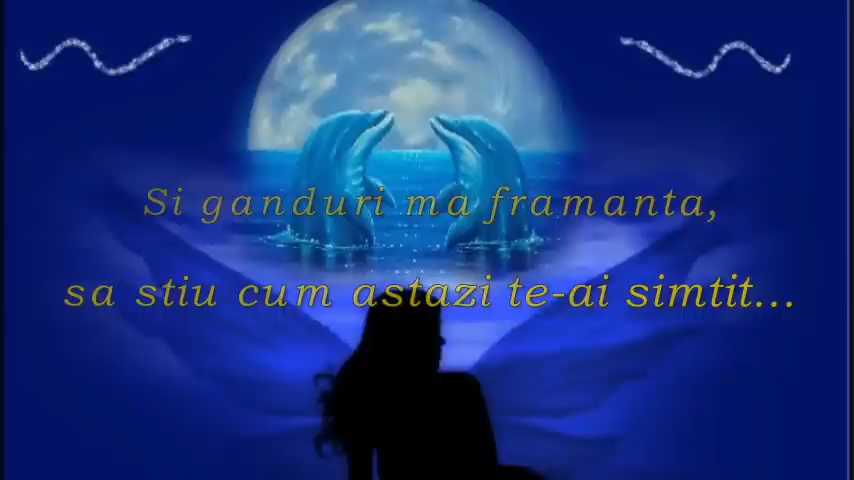 Si ganduri ma framanta,
sa stiu cum astazi te-ai simtit...